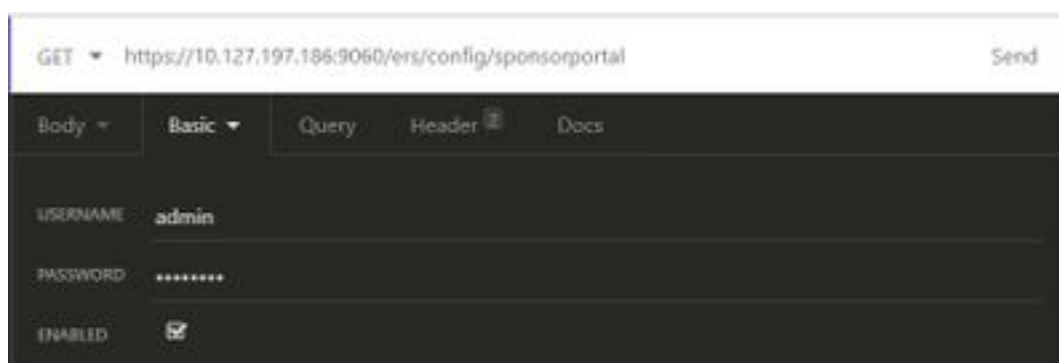 GET https://10.127.197.186:9060/ers/config/sponsorportal Send
Body Basic Query Header 2 Docs
USERNAME admin
PASSWORD ••••••••
ENABLED